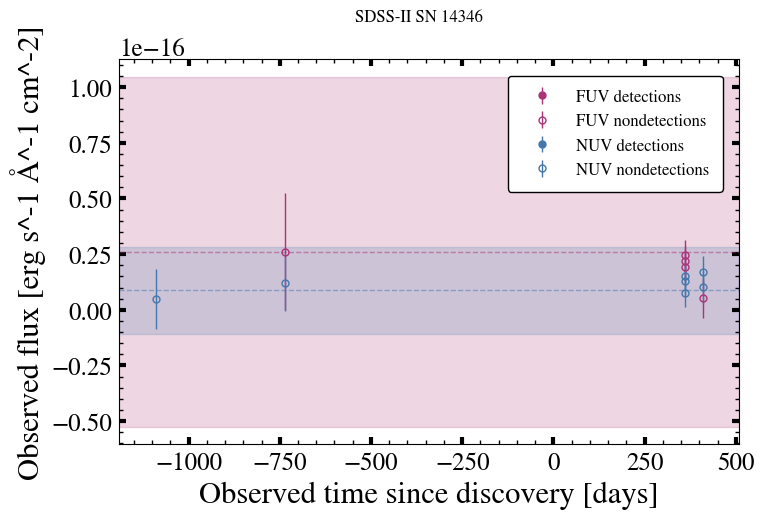 SDSS-II SN 14346
1e−16
Observed flux [erg s^-1 Å^-1 cm^-2]
1.00
0.75
0.50
0.25
0.00
−0.25
−0.50
FUV detections
FUV nondetections
NUV detections
NUV nondetections
−1000 −750 −500 −250 0 250 500
Observed time since discovery [days]